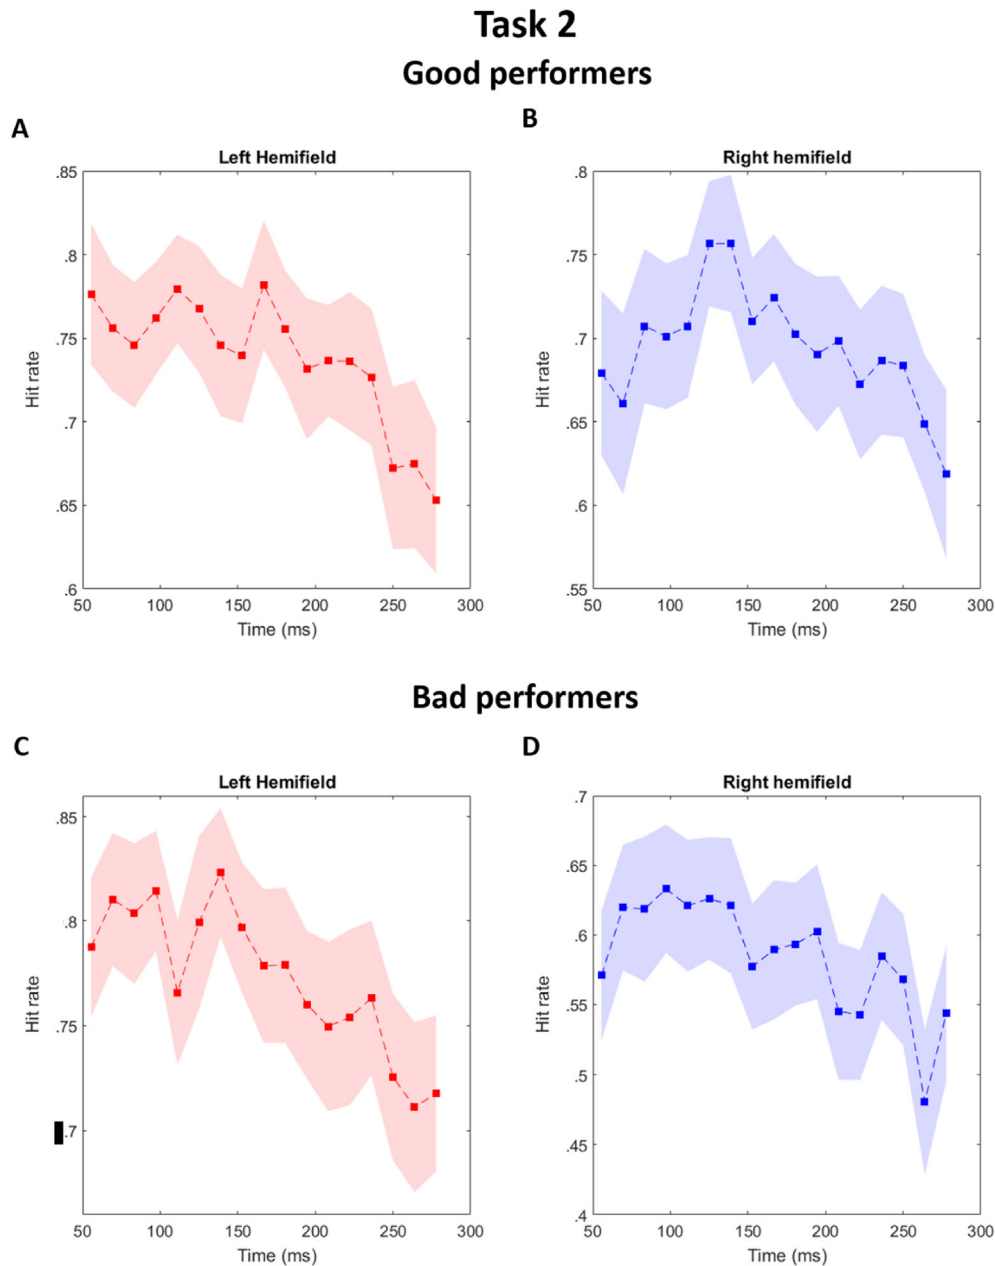 Task 2
Good performers
A
B
Left Hemifield
Right hemifield
.85
.8
.75
.7
.65
.6
Hit rate
50 100 150 200 250 300
Time (ms)
.8
.75
.7
.65
.6
.55
Hit rate
50 100 150 200 250 300
Time (ms)
Bad performers
C
D
Left Hemifield
Right hemifield
.85
.8
.75
.7
Hit rate
50 100 150 200 250 300
Time (ms)
.7
.65
.6
.55
.5
.45
.4
Hit rate
50 100 150 200 250 300
Time (ms)